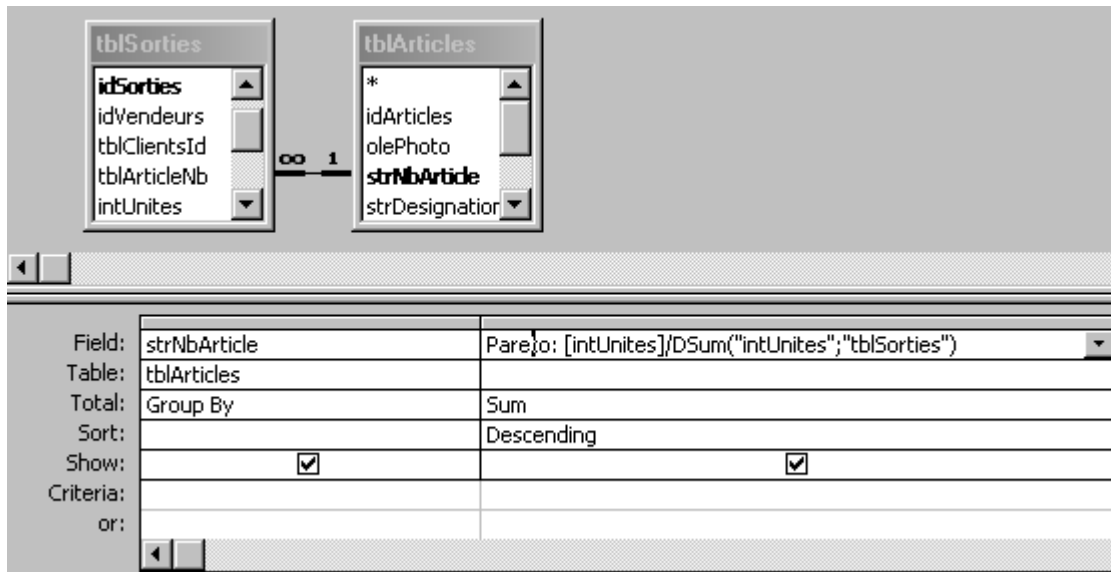 tblSorties
idSorties
idVendeurs
tblClientsId
tblArticleNb
intUnites
∞ 1
tblArticles
*
idArticles
olePhoto
strNbArticle
strDesignation
Field: strNbArticle Pareto: [intUnites]/DSum("intUnites";"tblSorties")
Table: tblArticles
Total: Group By Sum
Sort: Descending
Show:
Criteria:
or: